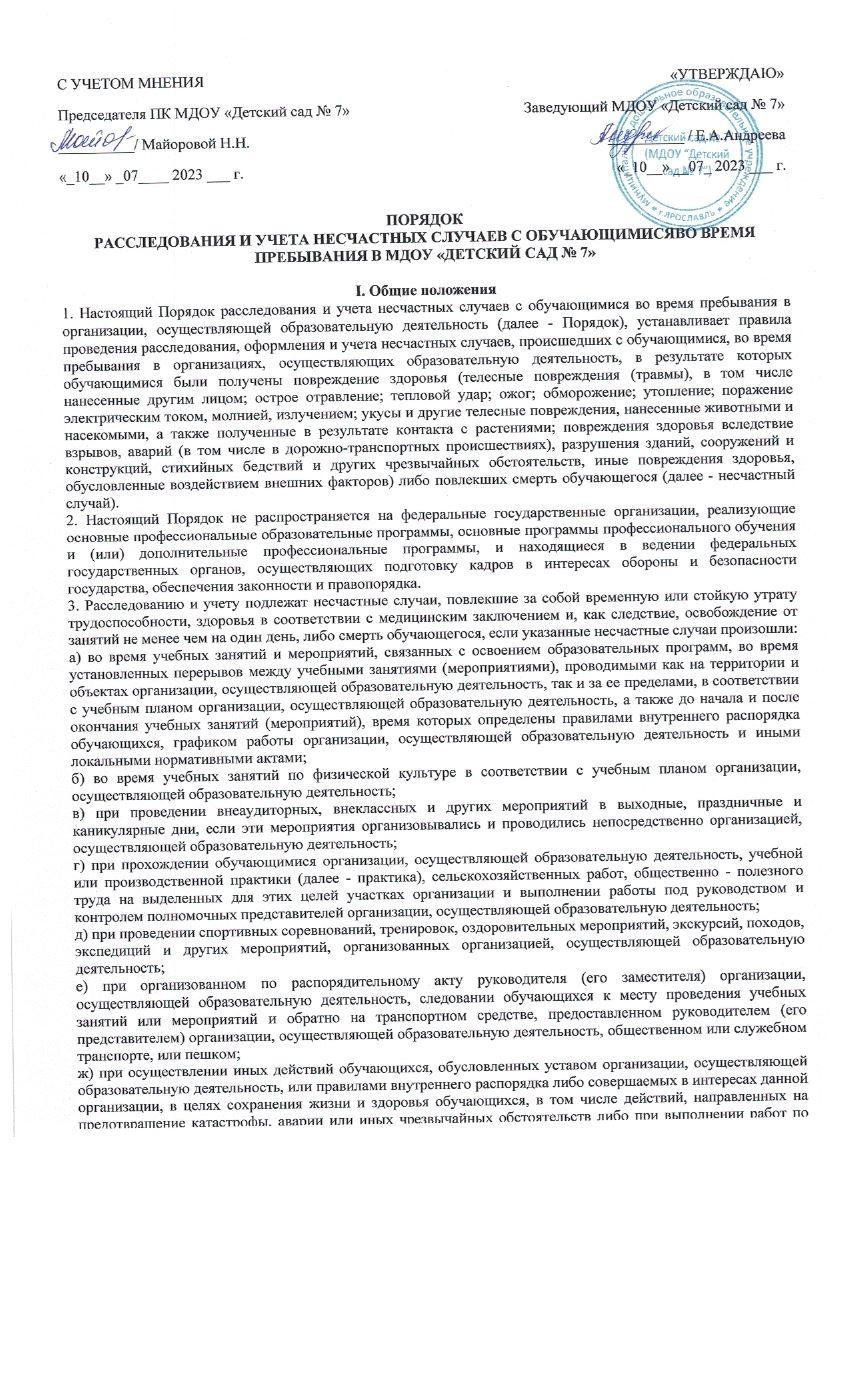 С УЧЕТОМ МНЕНИЯ
«УТВЕРЖДАЮ»
Председателя ПК МДОУ «Детский сад № 7»
Заведующий МДОУ «Детский сад № 7»
/ Майоровой Н.Н.
/ Е.А.Андреева
«_10__» _07____ 2023 ___ г.
«_10__» _07_ 2023___ г.
(МДОУ "Детский
сад № 7")
г.ЯРОСЛАВЛЬ
ПОРЯДОК
РАССЛЕДОВАНИЯ И УЧЕТА НЕСЧАСТНЫХ СЛУЧАЕВ С ОБУЧАЮЩИМИСЯВО ВРЕМЯ
ПРЕБЫВАНИЯ В МДОУ «ДЕТСКИЙ САД № 7»
I. Общие положения
1. Настоящий Порядок расследования и учета несчастных случаев с обучающимися во время пребывания в
организации, осуществляющей образовательную деятельность (далее - Порядок), устанавливает правила
проведения расследования, оформления и учета несчастных случаев, происшедших с обучающимися, во время
пребывания в организациях, осуществляющих образовательную деятельность, в результате которых
обучающимися были получены повреждение здоровья (телесные повреждения (травмы), в том числе
нанесенные другим лицом; острое отравление; тепловой удар; ожог; обморожение; утопление; поражение
электрическим током, молнией, излучением; укусы и другие телесные повреждения, нанесенные животными и
насекомыми, а также полученные в результате контакта с растениями; повреждения здоровья вследствие
взрывов, аварий (в том числе в дорожно-транспортных происшествиях), разрушения зданий, сооружений и
конструкций, стихийных бедствий и других чрезвычайных обстоятельств, иные повреждения здоровья,
обусловленные воздействием внешних факторов) либо повлекших смерть обучающегося (далее - несчастный
случай).
2. Настоящий Порядок не распространяется на федеральные государственные организации, реализующие
основные профессиональные образовательные программы, основные программы профессионального обучения
и (или) дополнительные профессиональные программы, и находящиеся в ведении федеральных
государственных органов, осуществляющих подготовку кадров в интересах обороны и безопасности
государства, обеспечения законности и правопорядка.
3. Расследованию и учету подлежат несчастные случаи, повлекшие за собой временную или стойкую утрату
трудоспособности, здоровья в соответствии с медицинским заключением и, как следствие, освобождение от
занятий не менее чем на один день, либо смерть обучающегося, если указанные несчастные случаи произошли:
а) во время учебных занятий и мероприятий, связанных с освоением образовательных программ, во время
установленных перерывов между учебными занятиями (мероприятиями), проводимыми как на территории и
объектах организации, осуществляющей образовательную деятельность, так и за ее пределами, в соответствии
с учебным планом организации, осуществляющей образовательную деятельность, а также до начала и после
окончания учебных занятий (мероприятий), время которых определены правилами внутреннего распорядка
обучающихся, графиком работы организации, осуществляющей образовательную деятельность и иными
локальными нормативными актами;
б) во время учебных занятий по физической культуре в соответствии с учебным планом организации,
осуществляющей образовательную деятельность;
в) при проведении внеаудиторных, внеклассных и других мероприятий в выходные, праздничные и
каникулярные дни, если эти мероприятия организовывались и проводились непосредственно организацией,
осуществляющей образовательную деятельность;
г) при прохождении обучающимися организации, осуществляющей образовательную деятельность, учебной
или производственной практики (далее - практика), сельскохозяйственных работ, общественно - полезного
труда на выделенных для этих целей участках организации и выполнении работы под руководством и
контролем полномочных представителей организации, осуществляющей образовательную деятельность;
д) при проведении спортивных соревнований, тренировок, оздоровительных мероприятий, экскурсий, походов,
экспедиций и других мероприятий, организованных организацией, осуществляющей образовательную
деятельность;
е) при организованном по распорядительному акту руководителя (его заместителя) организации,
осуществляющей образовательную деятельность, следовании обучающихся к месту проведения учебных
занятий или мероприятий и обратно на транспортном средстве, предоставленном руководителем (его
представителем) организации, осуществляющей образовательную деятельность, общественном или служебном
транспорте, или пешком;
ж) при осуществлении иных действий обучающихся, обусловленных уставом организации, осуществляющей
образовательную деятельность, или правилами внутреннего распорядка либо совершаемых в интересах данной
организации, в целях сохранения жизни и здоровья обучающихся, в том числе действий, направленных на
предотвращение катастрофы, аварии или иных чрезвычайных обстоятельств либо при выполнении работ по